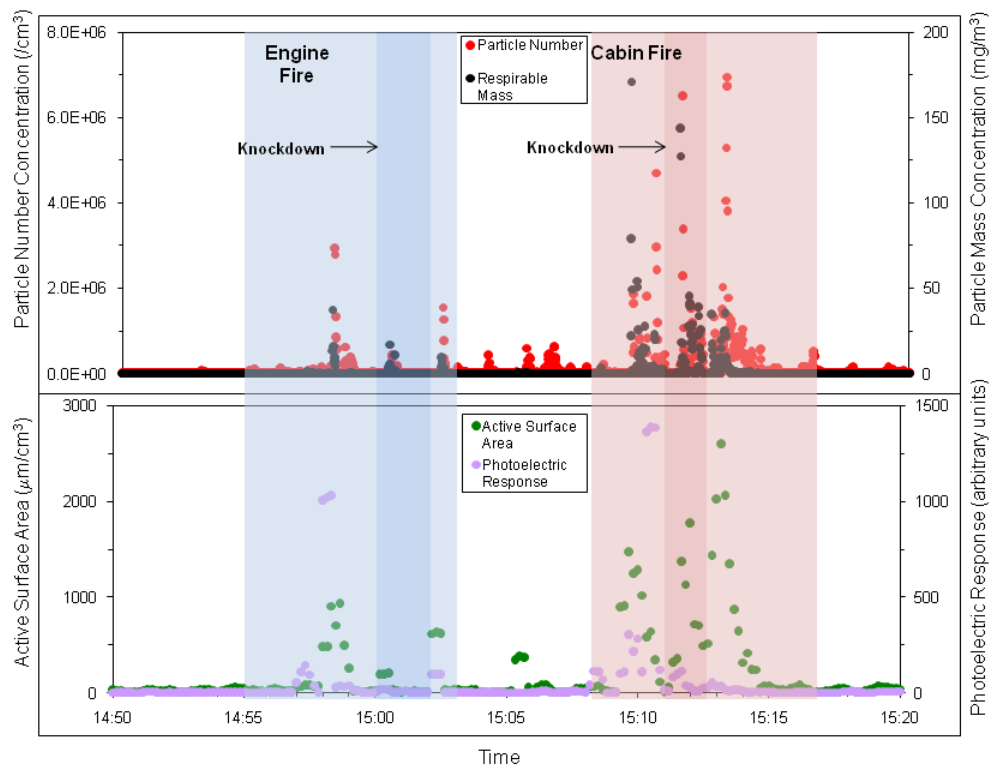 Particle Number Concentration (/cm³)
8.0E+06
6.0E+06
4.0E+06
2.0E+06
0.0E+00
Engine
Fire
Knockdown
Particle Number
Respirable
Mass
Cabin Fire
Knockdown
200
150
100
50
0
Particle Mass Concentration (mg/m³)
Active Surface Area (μm/cm³)
3000
2000
1000
0
Active Surface
Area
Photoelectric
Response
1500
1000
500
0
Photoelectric Response (arbitrary units)
14:50
14:55
15:00
15:05
15:10
15:15
15:20
Time